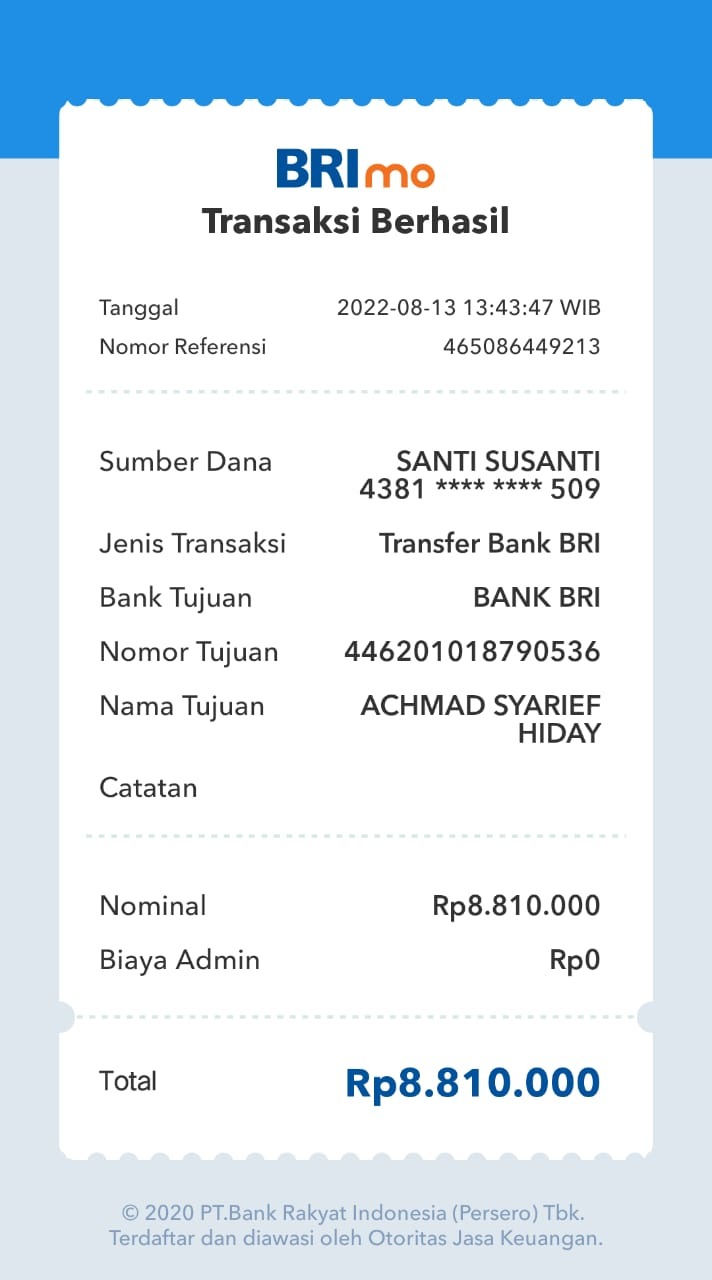 BRImo
Transaksi Berhasil
Tanggal 2022-08-13 13:43:47 WIB
Nomor Referensi 465086449213
Sumber Dana SANTI SUSANTI
4381 **** **** 509
Jenis Transaksi Transfer Bank BRI
Bank Tujuan BANK BRI
Nomor Tujuan 446201018790536
Nama Tujuan ACHMAD SYARIEF
HIDAY
Catatan
Nominal Rp8.810.000
Biaya Admin Rp0
Total Rp8.810.000
© 2020 PT.Bank Rakyat Indonesia (Persero) Tbk.
Terdaftar dan diawasi oleh Otoritas Jasa Keuangan.